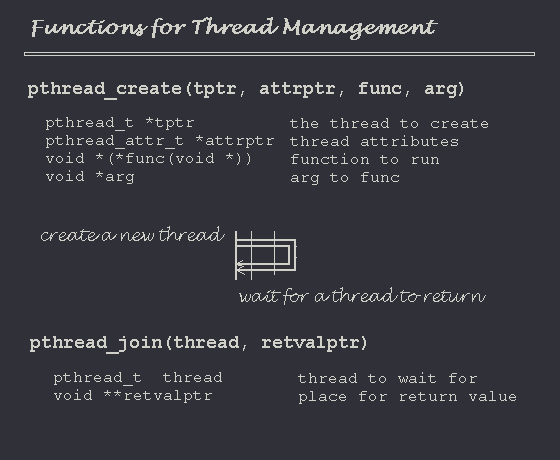 Functions for Thread Management
pthread_create(tptr, attrptr, func, arg)
pthread_t *tptr the thread to create
pthread_attr_t *attrptr thread attributes
void *(*func(void *)) function to run
void *arg arg to func
create a new thread
wait for a thread to return
pthread_join(thread, retvalptr)
pthread_t thread thread to wait for
void **retvalptr place for return value